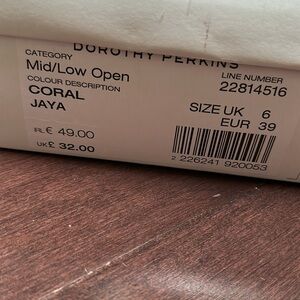 DOROTHY PERKINS
CATEGORY
Mid/Low Open
COLOUR DESCRIPTION
CORAL
JAYA
IRL€ 49.00
UK£ 32.00
LINE NUMBER
22814516
SIZE UK 6
EUR 39
2 226241 920053